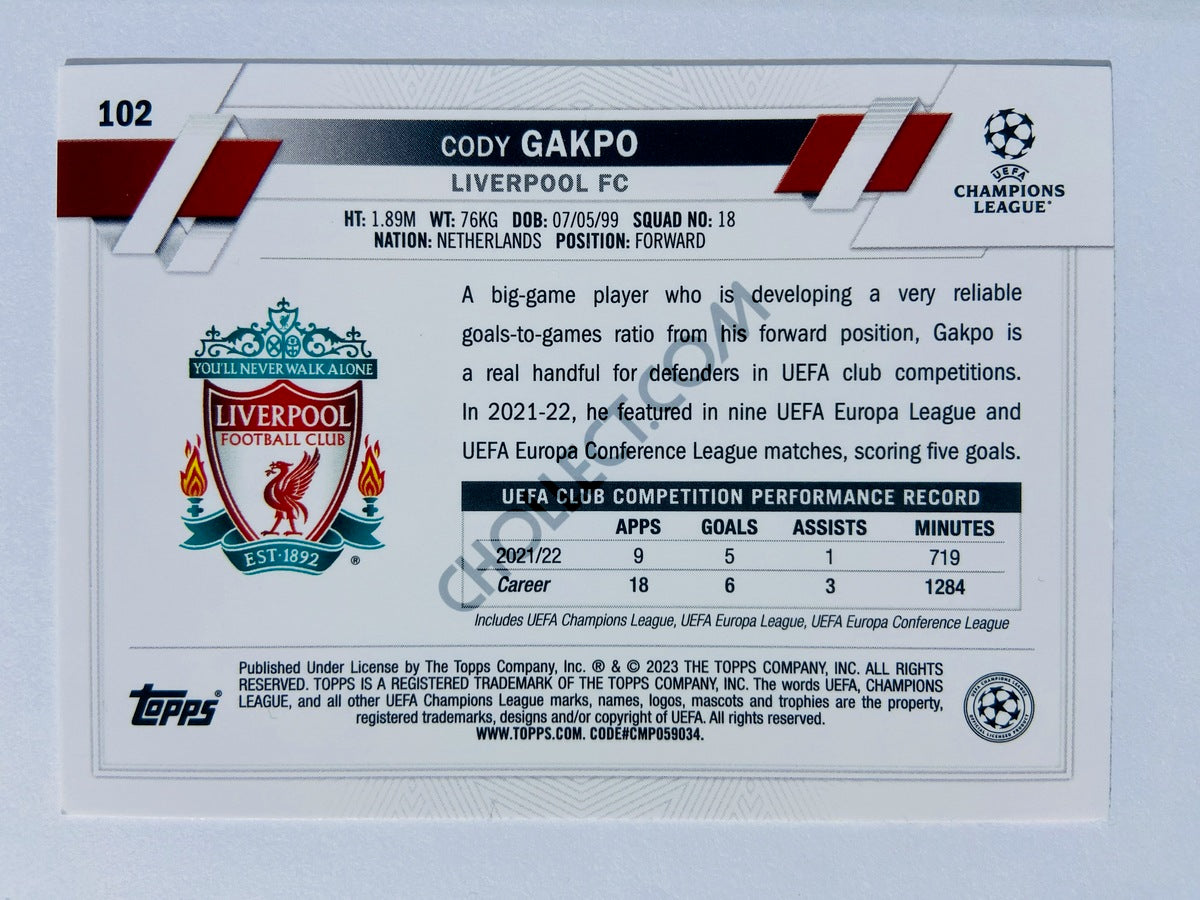 102
CODY GAKPO
LIVERPOOL FC
UEFA
CHAMPIONS
LEAGUE®
HT: 1.89M WT: 76KG DOB: 07/05/99 SQUAD NO: 18
NATION: NETHERLANDS POSITION: FORWARD
YOU'LL NEVER WALK ALONE
LIVERPOOL
FOOTBALL CLUB
EST·1892
®
A big-game player who is developing a very reliable
goals-to-games ratio from his forward position, Gakpo is
a real handful for defenders in UEFA club competitions.
In 2021-22, he featured in nine UEFA Europa League and
UEFA Europa Conference League matches, scoring five goals.
CHOLLECT.COM
UEFA CLUB COMPETITION PERFORMANCE RECORD
APPS GOALS ASSISTS MINUTES
2021/22 9 5 1 719
Career 18 6 3 1284
Includes UEFA Champions League, UEFA Europa League, UEFA Europa Conference League
Topps®
Published Under License by The Topps Company, Inc. ® & © 2023 THE TOPPS COMPANY, INC. ALL RIGHTS
RESERVED. TOPPS IS A REGISTERED TRADEMARK OF THE TOPPS COMPANY, INC. The words UEFA, CHAMPIONS
LEAGUE, and all other UEFA Champions League marks, names, logos, mascots and trophies are the property,
registered trademarks, designs and/or copyright of UEFA. All rights reserved.
WWW.TOPPS.COM. CODE#CMP059034.
UEFA CHAMPIONS LEAGUE
OFFICIAL LICENSED PRODUCT